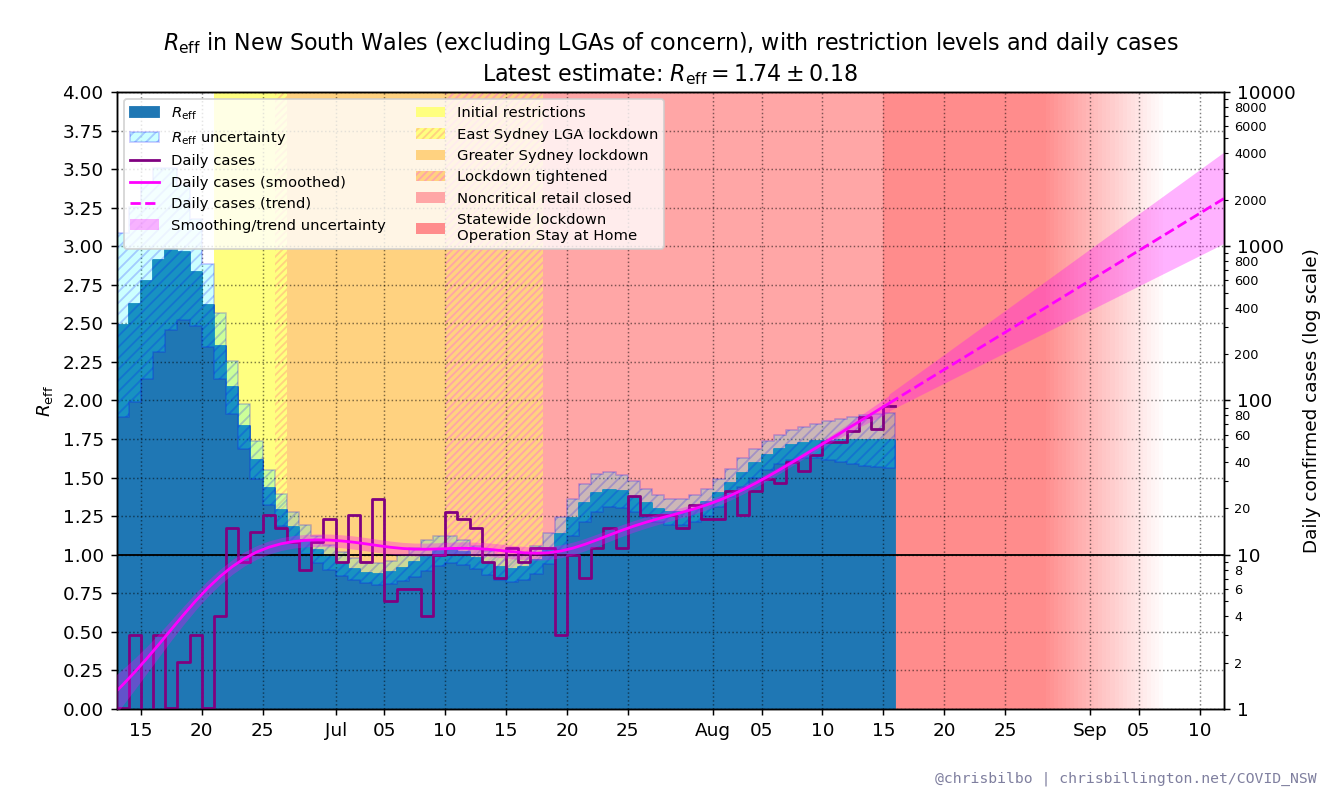 Reff in New South Wales (excluding LGAs of concern), with restriction levels and daily cases
Latest estimate: Reff = 1.74 ± 0.18
Reff
Reff uncertainty
Daily cases
Daily cases (smoothed)
Daily cases (trend)
Smoothing/trend uncertainty
Initial restrictions
East Sydney LGA lockdown
Greater Sydney lockdown
Lockdown tightened
Noncritical retail closed
Statewide lockdown
Operation Stay at Home
Reff
4.00
3.75
3.50
3.25
3.00
2.75
2.50
2.25
2.00
1.75
1.50
1.25
1.00
0.75
0.50
0.25
0.00
15 20 25 Jul 05 10 15 20 25 Aug 05 10 15 20 25 Sep 05 10
10000
8000
6000
4000
2000
1000
800
600
400
200
100
80
60
40
20
10
8
6
4
2
1
Daily confirmed cases (log scale)
@chrisbilbo | chrisbillington.net/COVID_NSW